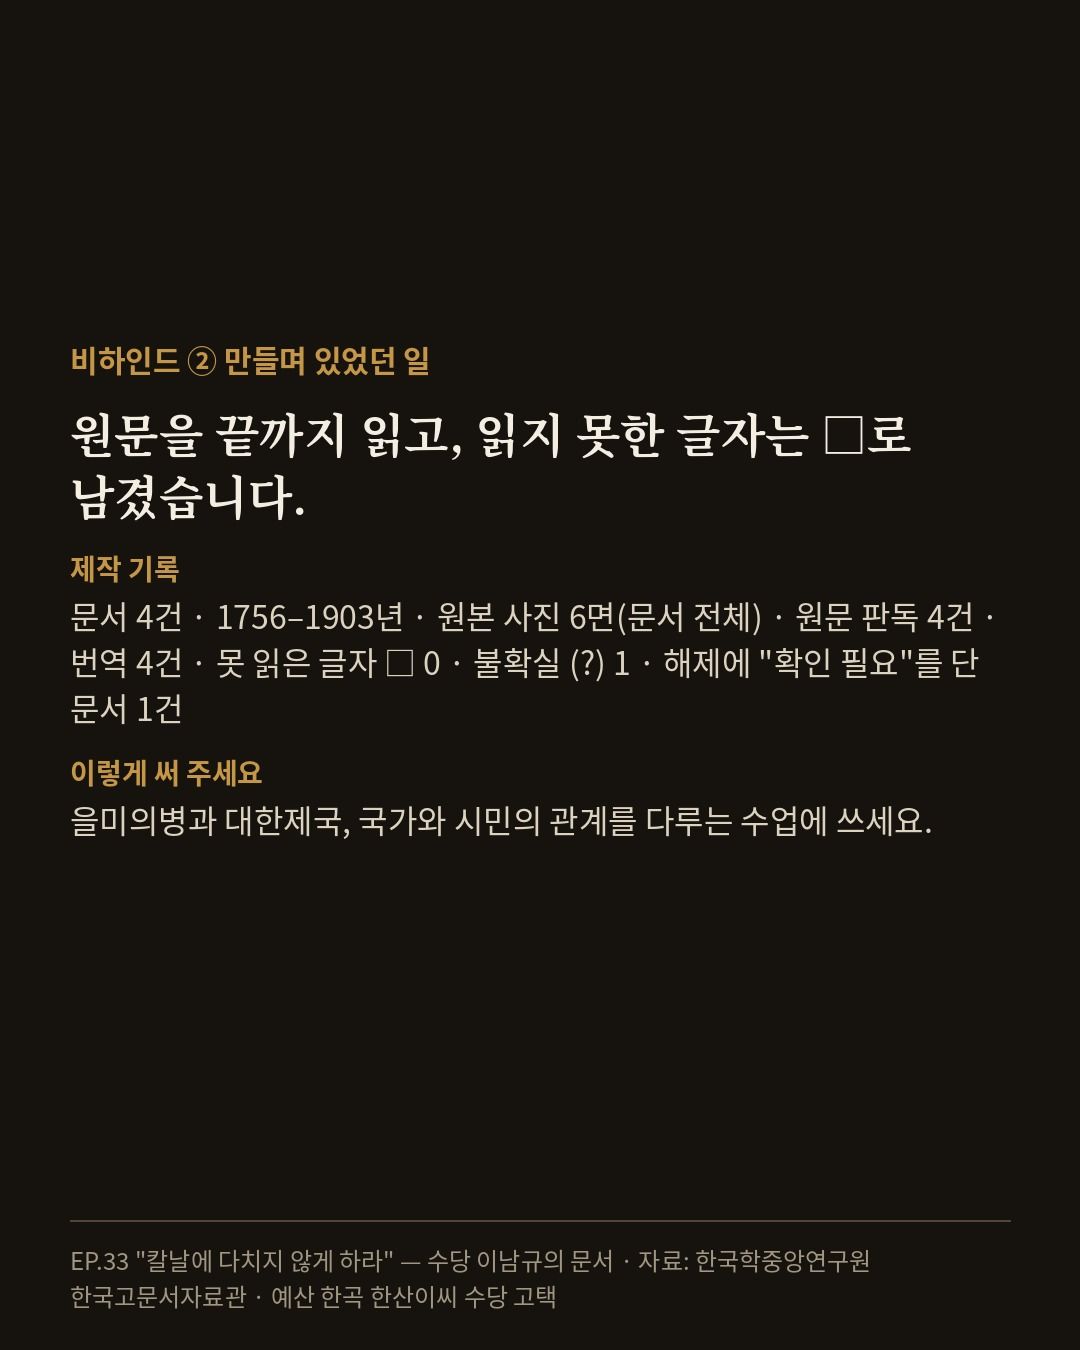 비하인드 ② 만들며 있었던 일
원문을 끝까지 읽고, 읽지 못한 글자는 □로
남겼습니다.
제작 기록
문서 4건 · 1756–1903년 · 원본 사진 6면(문서 전체) · 원문 판독 4건 ·
번역 4건 · 못 읽은 글자 □ 0 · 불확실 (?) 1 · 해제에 "확인 필요"를 단
문서 1건
이렇게 써 주세요
을미의병과 대한제국, 국가와 시민의 관계를 다루는 수업에 쓰세요.
EP.33 "칼날에 다치지 않게 하라" — 수당 이남규의 문서 · 자료: 한국학중앙연구원
한국고문서자료관 · 예산 한곡 한산이씨 수당 고택